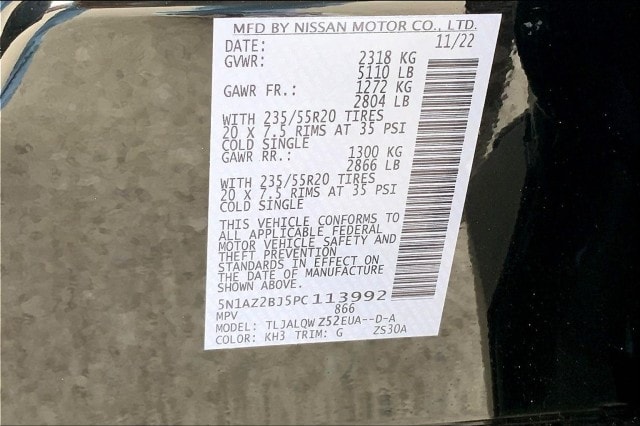 MFD BY NISSAN MOTOR CO., LTD.
DATE: 11/22
GVWR: 2318 KG
5110 LB
GAWR FR.: 1272 KG
2804 LB
WITH 235/55R20 TIRES
20 X 7.5 RIMS AT 35 PSI
COLD SINGLE
GAWR RR.: 1300 KG
2866 LB
WITH 235/55R20 TIRES
20 X 7.5 RIMS AT 35 PSI
COLD SINGLE
THIS VEHICLE CONFORMS TO
ALL APPLICABLE FEDERAL
MOTOR VEHICLE SAFETY AND
THEFT PREVENTION
STANDARDS IN EFFECT ON
THE DATE OF MANUFACTURE
SHOWN ABOVE.
5N1AZ2BJ5PC113992
MPV 866
MODEL: TLJALQW Z52EUA--D-A
COLOR: KH3 TRIM: G ZS30A